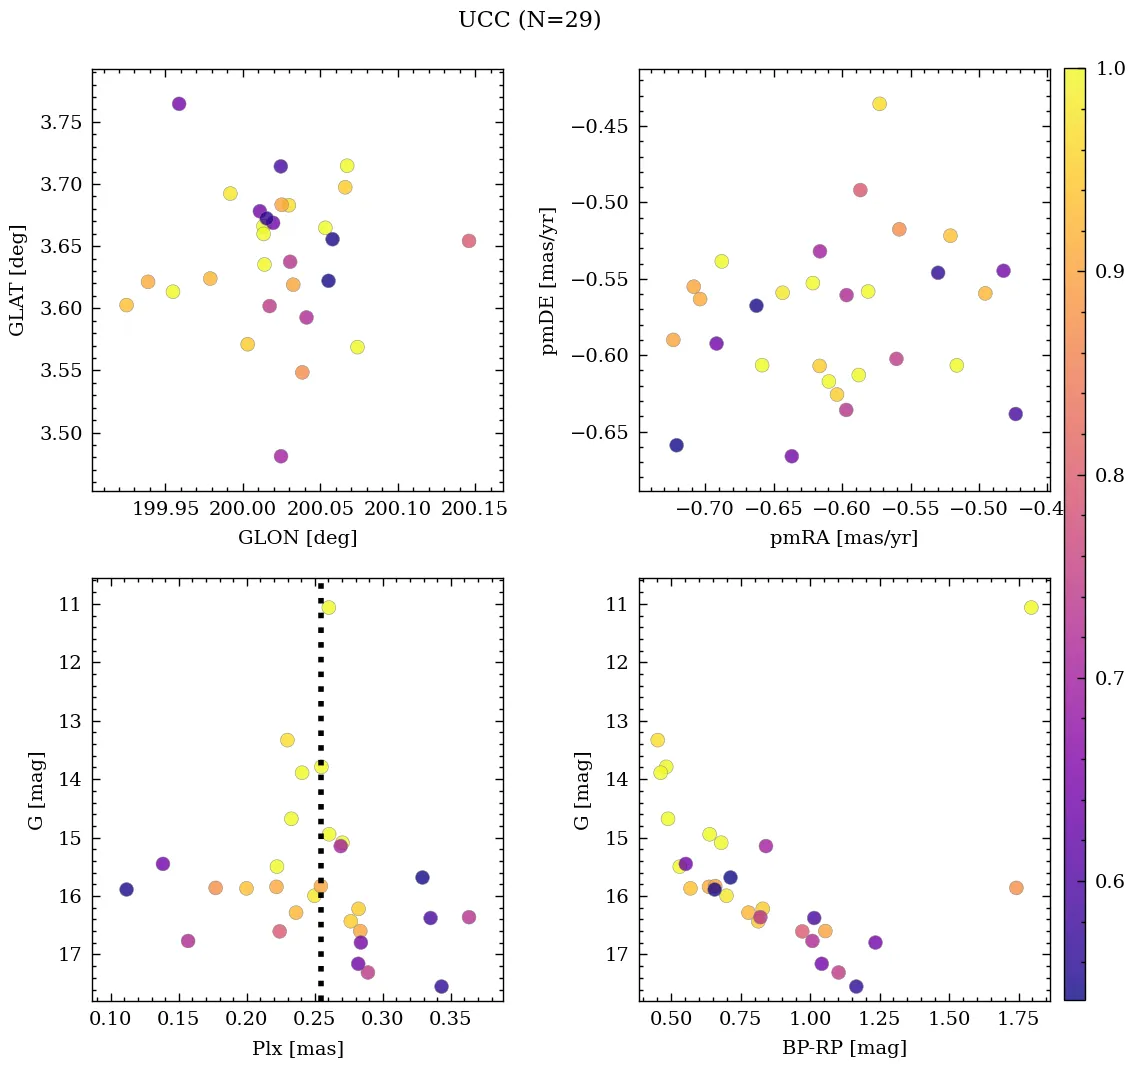 UCC (N=29)
3.75
3.70
3.65
3.60
3.55
3.50
GLAT [deg]
199.95 200.00 200.05 200.10 200.15
GLON [deg]
−0.45
−0.50
−0.55
−0.60
−0.65
pmDE [mas/yr]
−0.70 −0.65 −0.60 −0.55 −0.50 −0.4
pmRA [mas/yr]
1.0
0.9
0.8
0.7
0.6
11
12
13
14
15
16
17
G [mag]
0.10 0.15 0.20 0.25 0.30 0.35
Plx [mas]
11
12
13
14
15
16
17
G [mag]
0.50 0.75 1.00 1.25 1.50 1.75
BP-RP [mag]